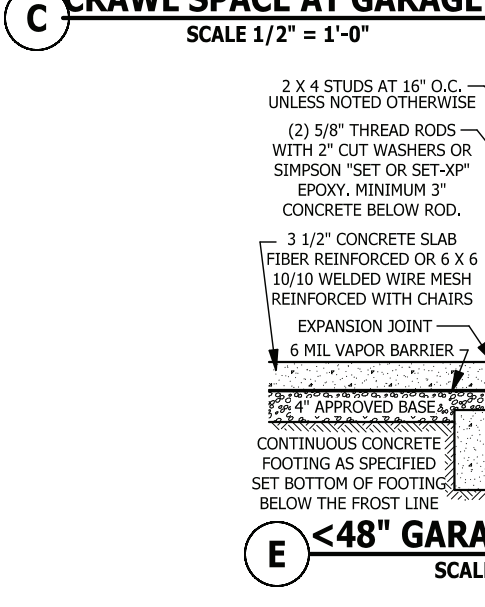 C CRAWL SPACE AT GARAGE
SCALE 1/2" = 1'-0"
2 X 4 STUDS AT 16" O.C.
UNLESS NOTED OTHERWISE
(2) 5/8" THREAD RODS
WITH 2" CUT WASHERS OR
SIMPSON "SET OR SET-XP"
EPOXY. MINIMUM 3"
CONCRETE BELOW ROD.
3 1/2" CONCRETE SLAB
FIBER REINFORCED OR 6 X 6
10/10 WELDED WIRE MESH
REINFORCED WITH CHAIRS
EXPANSION JOINT
6 MIL VAPOR BARRIER
4" APPROVED BASE
CONTINUOUS CONCRETE
FOOTING AS SPECIFIED
SET BOTTOM OF FOOTING
BELOW THE FROST LINE
E <48" GARA
SCALE